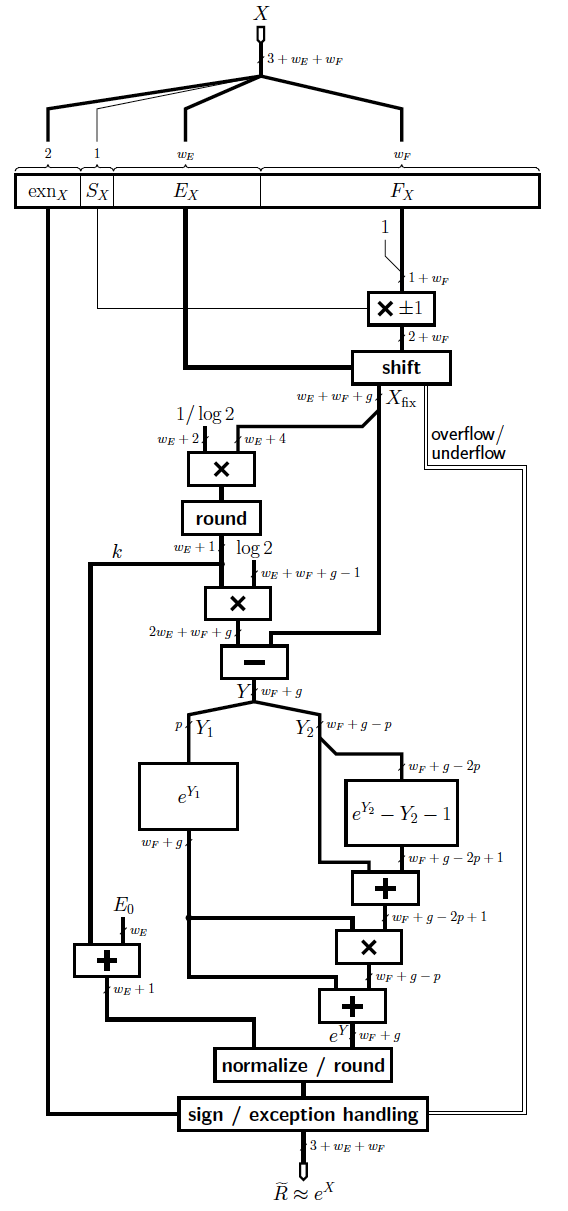 X
3 + w_E + w_F
2 1 w_E w_F
exn_X S_X E_X F_X
1
1 + w_F
× ±1
2 + w_F
shift
w_E + w_F + g X_fix
1/ log 2
w_E + 2 w_E + 4
overflow/
underflow
×
round
w_E + 1 log 2
k
w_E + w_F + g − 1
×
2w_E + w_F + g
−
Y w_F + g
p Y_1 Y_2 w_F + g − p
w_F + g − 2p
e^{Y_1}
e^{Y_2} − Y_2 − 1
w_F + g
w_F + g − 2p + 1
+
E_0
w_F + g − 2p + 1
w_E
×
+
w_F + g − p
w_E + 1
+
e^Y w_F + g
normalize / round
sign / exception handling
3 + w_E + w_F
R̃ ≈ e^X